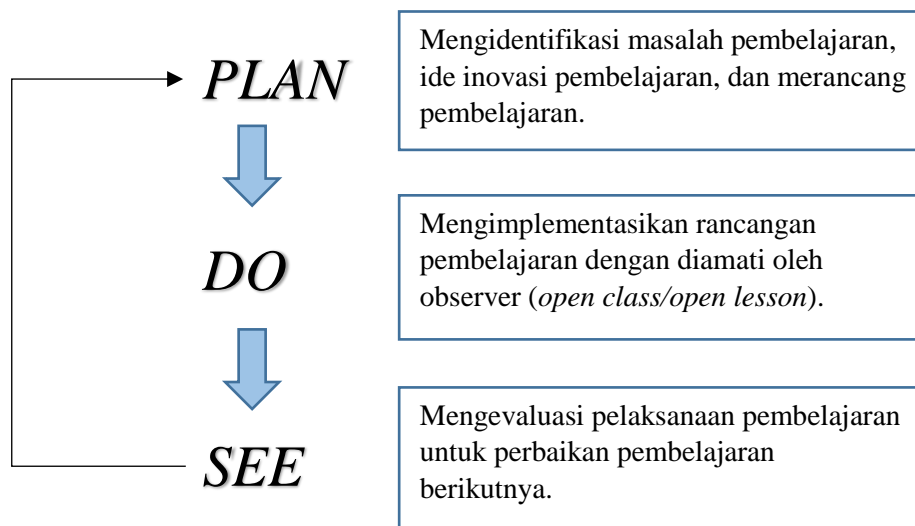 PLAN
Mengidentifikasi masalah pembelajaran,
ide inovasi pembelajaran, dan merancang
pembelajaran.
DO
Mengimplementasikan rancangan
pembelajaran dengan diamati oleh
observer (open class/open lesson).
SEE
Mengevaluasi pelaksanaan pembelajaran
untuk perbaikan pembelajaran
berikutnya.